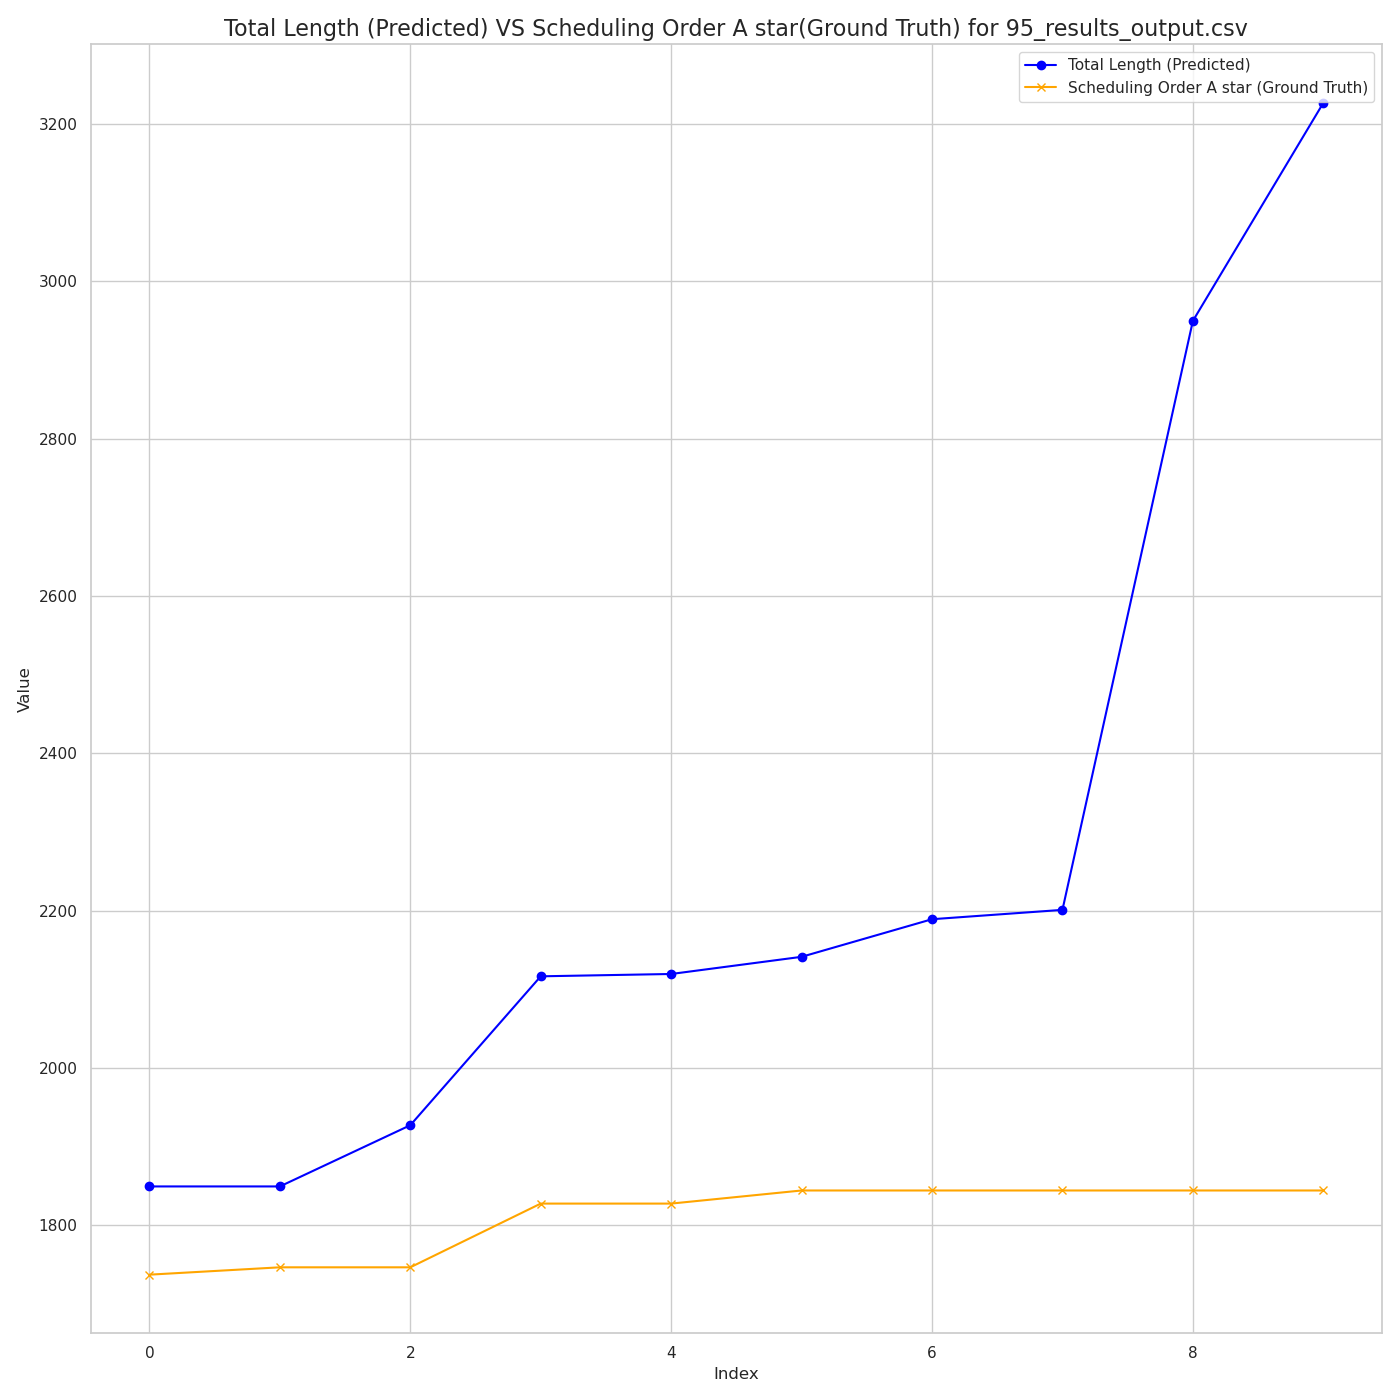 Total Length (Predicted) VS Scheduling Order A star(Ground Truth) for 95_results_output.csv
Total Length (Predicted)
Scheduling Order A star (Ground Truth)
3200
3000
2800
2600
2400
2200
2000
1800
Value
0 2 4 6 8
Index